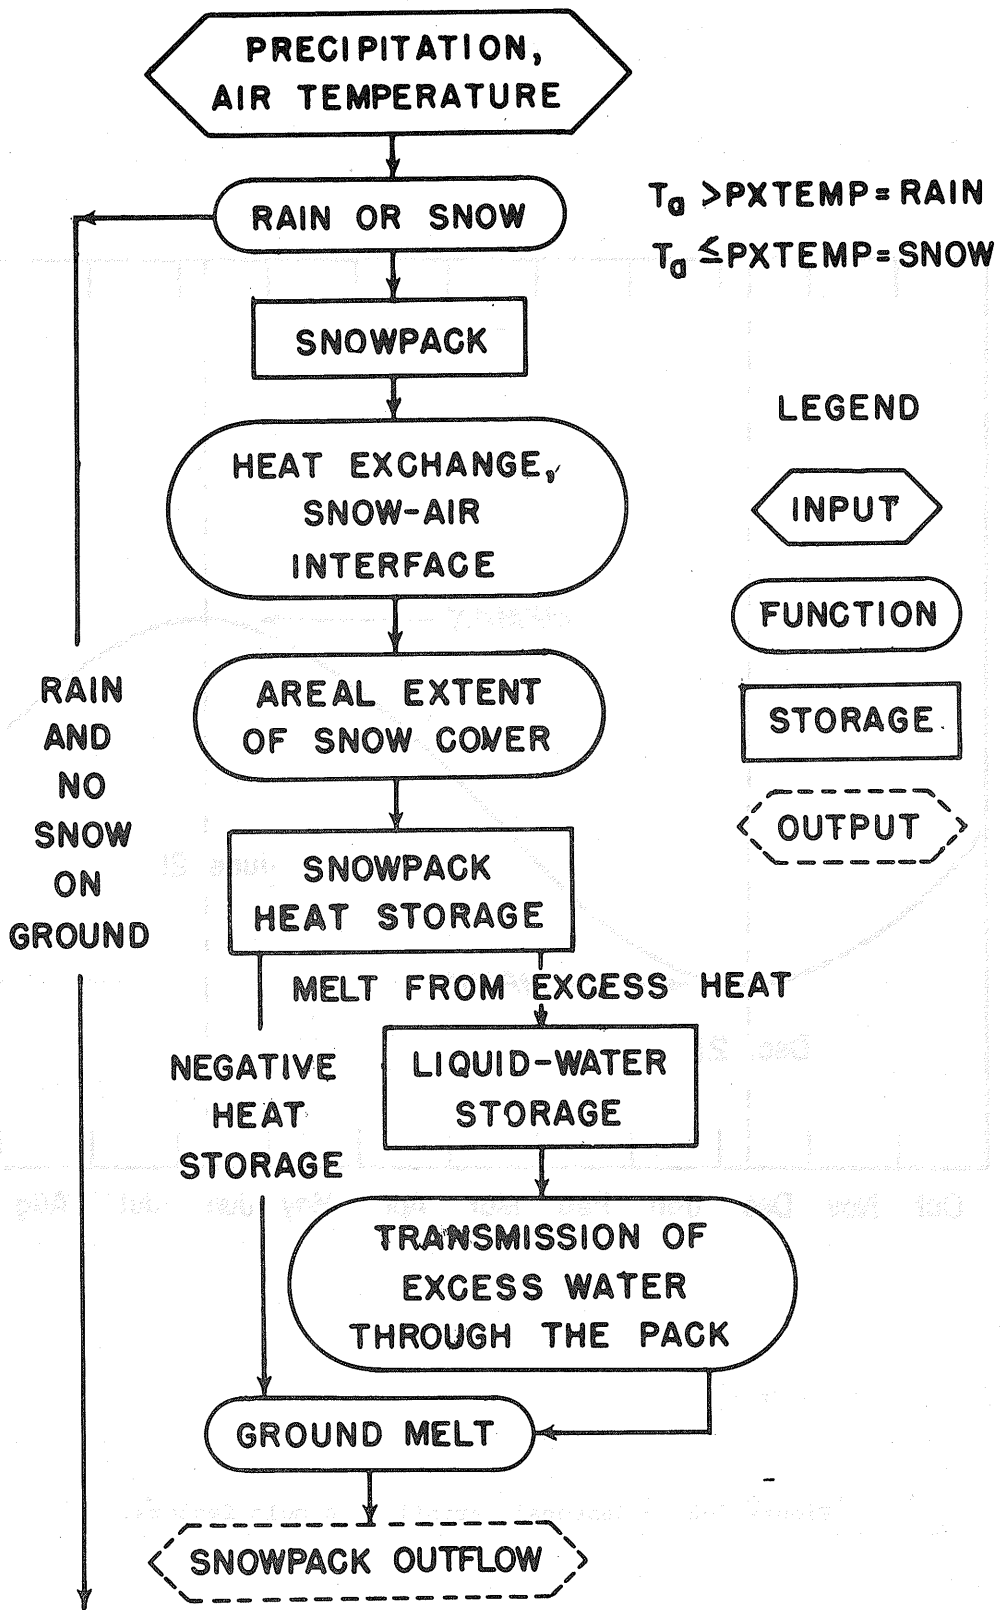 PRECIPITATION,
AIR TEMPERATURE
RAIN OR SNOW
Ta >PXTEMP=RAIN
Ta ≤PXTEMP=SNOW
SNOWPACK
HEAT EXCHANGE,
SNOW-AIR
INTERFACE
AREAL EXTENT
OF SNOW COVER
SNOWPACK
HEAT STORAGE
MELT FROM EXCESS HEAT
LIQUID-WATER
STORAGE
NEGATIVE
HEAT
STORAGE
TRANSMISSION OF
EXCESS WATER
THROUGH THE PACK
GROUND MELT
SNOWPACK OUTFLOW
RAIN
AND
NO
SNOW
ON
GROUND
LEGEND
INPUT
FUNCTION
STORAGE
OUTPUT